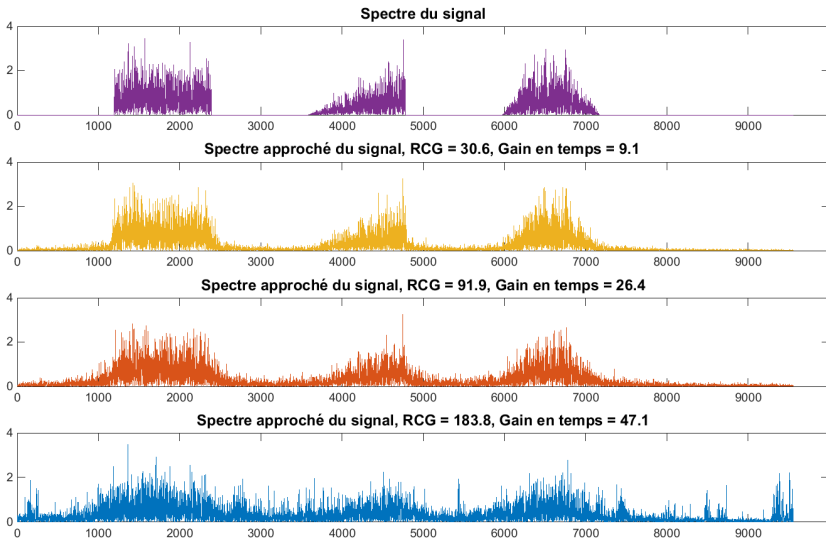 Spectre du signal
4
2
0
0 1000 2000 3000 4000 5000 6000 7000 8000 9000
Spectre approché du signal, RCG = 30.6, Gain en temps = 9.1
4
2
0
0 1000 2000 3000 4000 5000 6000 7000 8000 9000
Spectre approché du signal, RCG = 91.9, Gain en temps = 26.4
4
2
0
0 1000 2000 3000 4000 5000 6000 7000 8000 9000
Spectre approché du signal, RCG = 183.8, Gain en temps = 47.1
4
2
0
0 1000 2000 3000 4000 5000 6000 7000 8000 9000